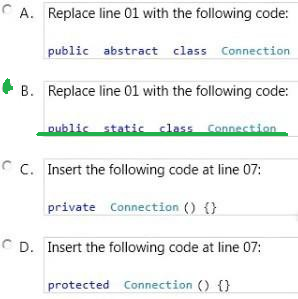 A. Replace line 01 with the following code:
public abstract class Connection
B. Replace line 01 with the following code:
public static class Connection
C. Insert the following code at line 07:
private Connection () {}
D. Insert the following code at line 07:
protected Connection () {}